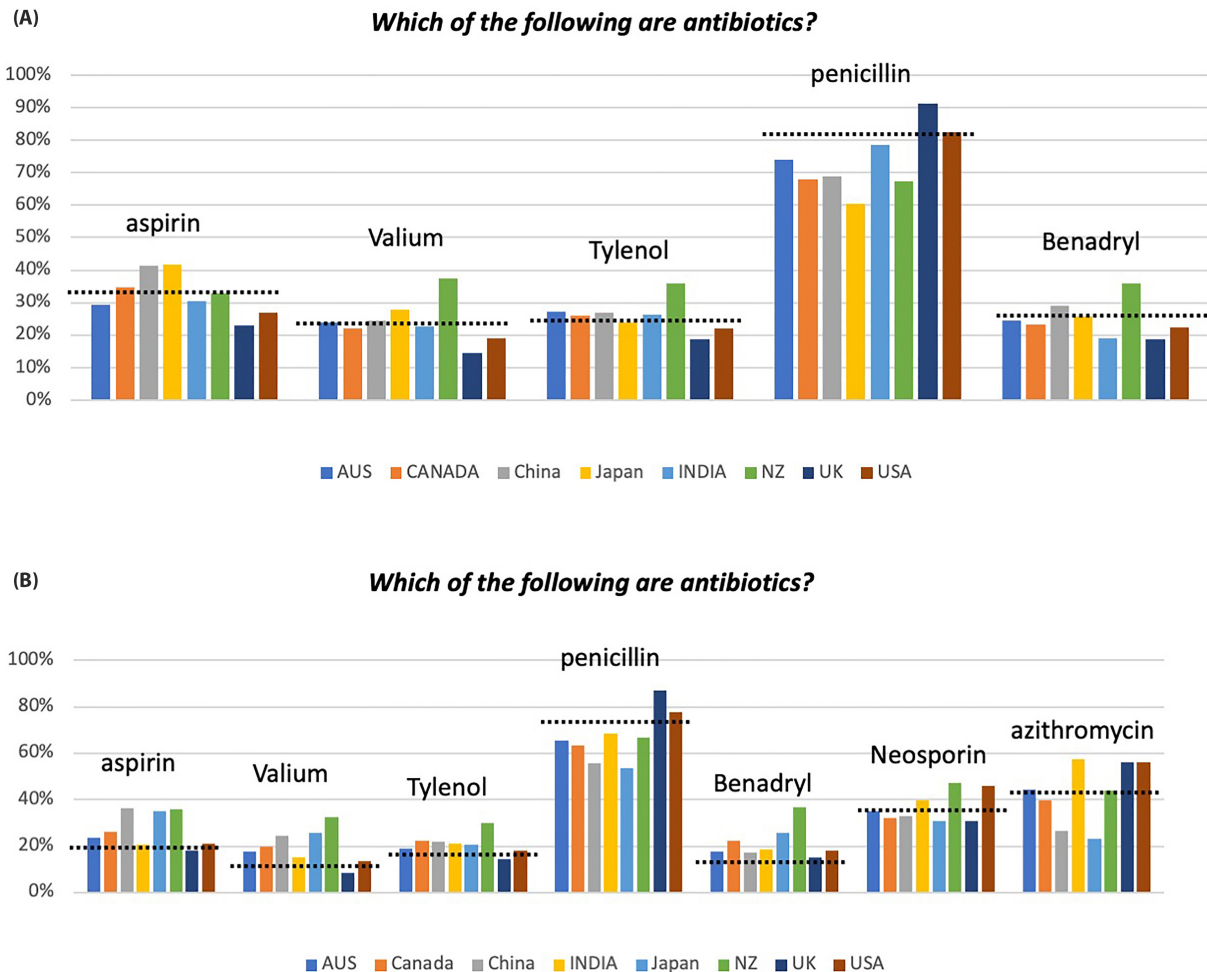 (A)
Which of the following are antibiotics?
100%
90%
80%
70%
60%
50%
40%
30%
20%
10%
0%
aspirin
Valium
Tylenol
penicillin
Benadryl
AUS CANADA China Japan INDIA NZ UK USA
(B)
Which of the following are antibiotics?
100%
80%
60%
40%
20%
0%
aspirin
Valium
Tylenol
penicillin
Benadryl
Neosporin
azithromycin
AUS Canada China INDIA Japan NZ UK USA